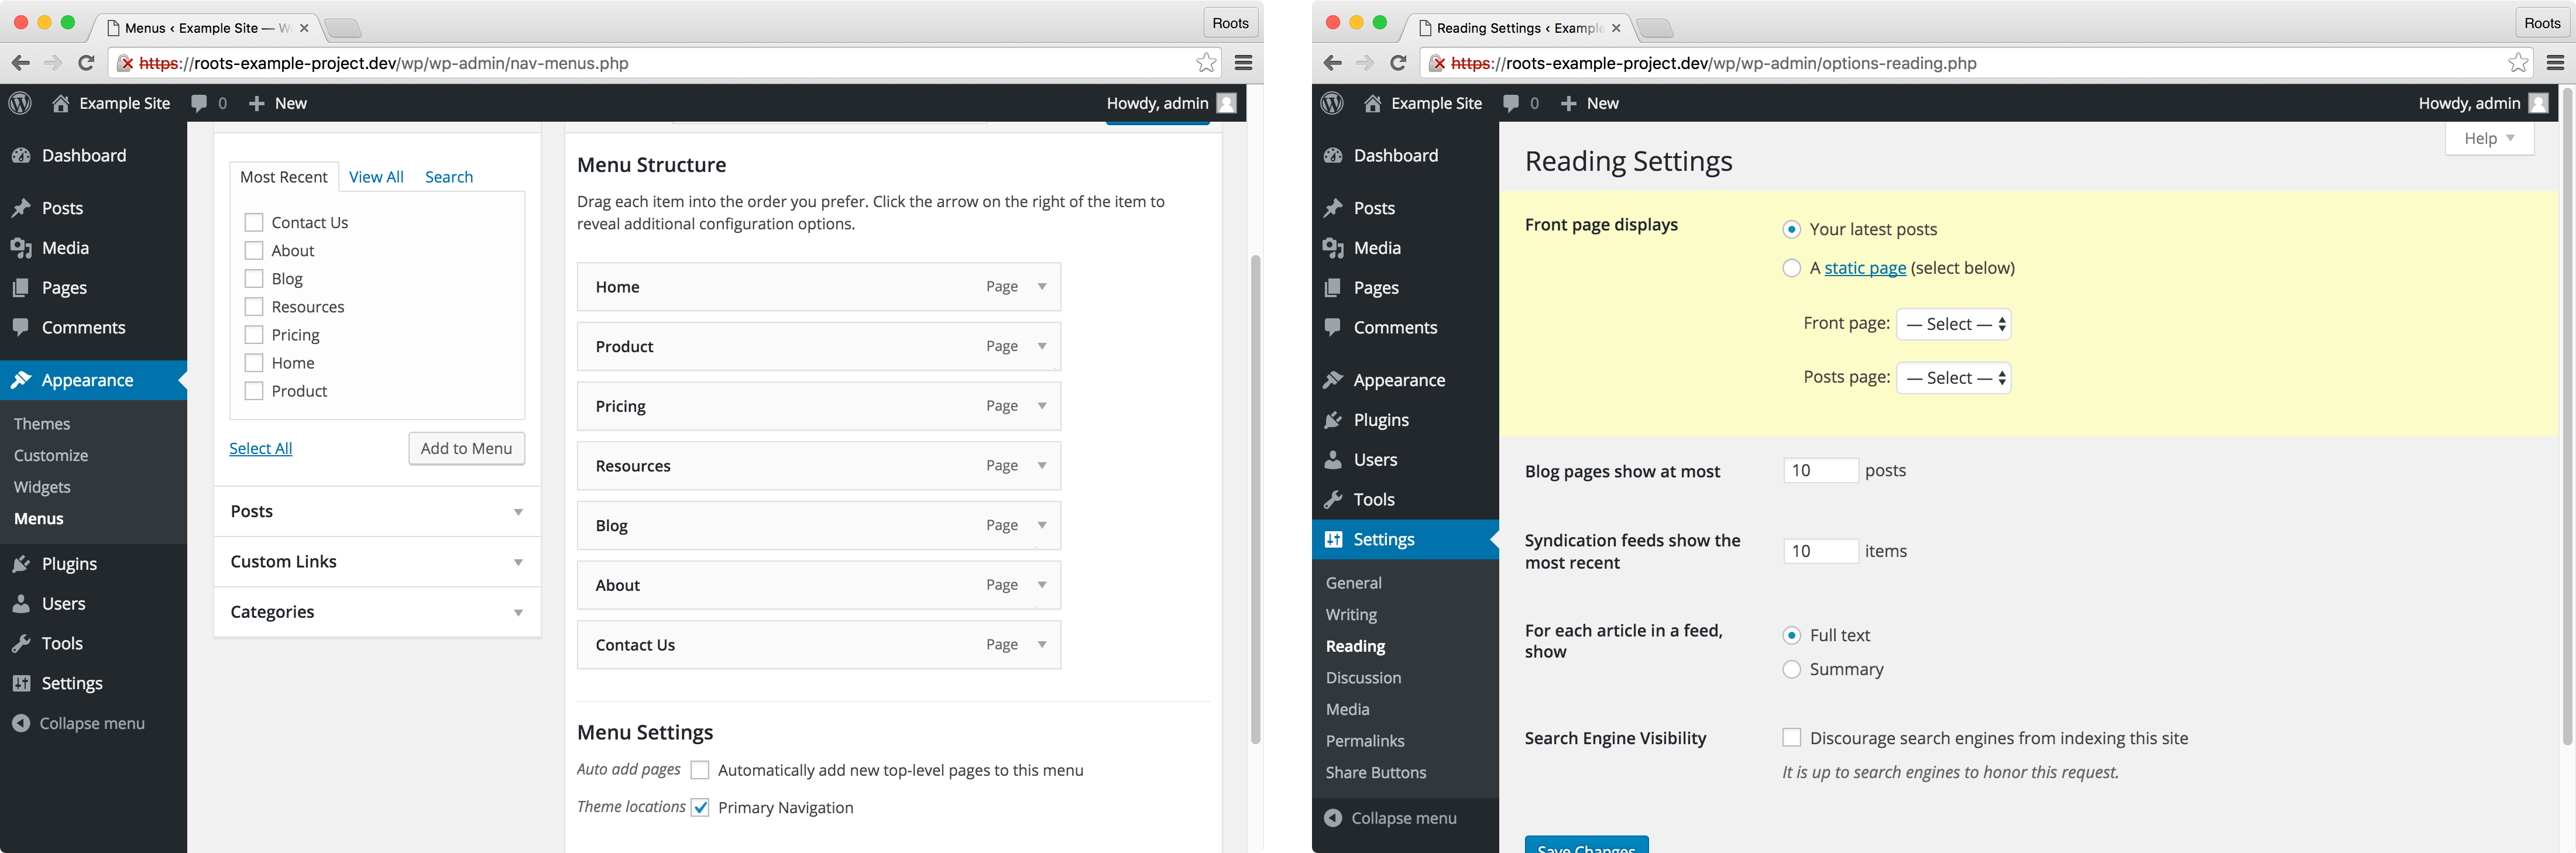 Menus ‹ Example Site — W
Roots
https://roots-example-project.dev/wp/wp-admin/nav-menus.php
Example Site 0 New
Howdy, admin
Dashboard
Posts
Media
Pages
Comments
Appearance
Themes
Customize
Widgets
Menus
Plugins
Users
Tools
Settings
Collapse menu
Most Recent View All Search
Contact Us
About
Blog
Resources
Pricing
Home
Product
Select All Add to Menu
Posts
Custom Links
Categories
Menu Structure
Drag each item into the order you prefer. Click the arrow on the right of the item to
reveal additional configuration options.
Home Page
Product Page
Pricing Page
Resources Page
Blog Page
About Page
Contact Us Page
Menu Settings
Auto add pages Automatically add new top-level pages to this menu
Theme locations Primary Navigation
Reading Settings ‹ Example
Roots
https://roots-example-project.dev/wp/wp-admin/options-reading.php
Example Site 0 New
Howdy, admin
Dashboard
Posts
Media
Pages
Comments
Appearance
Plugins
Users
Tools
Settings
General
Writing
Reading
Discussion
Media
Permalinks
Share Buttons
Collapse menu
Help
Reading Settings
Front page displays
Your latest posts
A static page (select below)
Front page: — Select —
Posts page: — Select —
Blog pages show at most 10 posts
Syndication feeds show the
most recent
10 items
For each article in a feed,
show
Full text
Summary
Search Engine Visibility
Discourage search engines from indexing this site
It is up to search engines to honor this request.
Save Changes